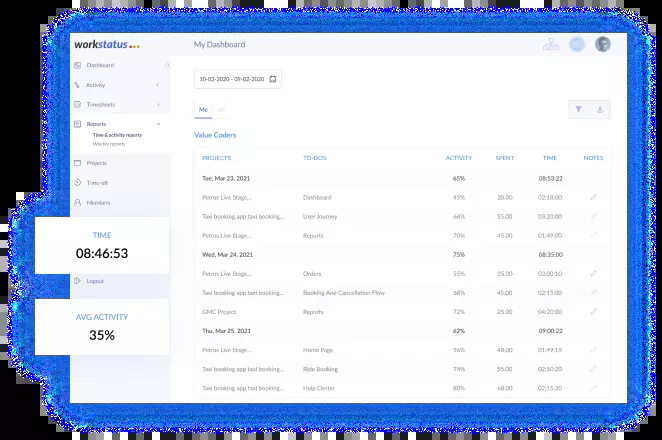 workstatus
My Dashboard
Dashboard
Activity
Timesheets
Reports
Time & activity reports
Weekly reports
Projects
Time off
Members
TIME
08:46:53
Logout
AVG ACTIVITY
35%
10-02-2020 - 09-02-2020
Me All
Value Coders
PROJECTS TO-DOS ACTIVITY SPENT TIME NOTES
Tue, Mar 23, 2021 65% 08:53:22
Petros Live Stage... Dashboard 45% 20.00 02:18:00
Taxi booking app taxi booking... User Journey 66% 55.00 03:20:00
Petros Live Stage... Reports 70% 45.00 01:49:00
Wed, Mar 24, 2021 75% 08:35:00
Petros Live Stage... Orders 55% 35.00 03:00:10
Taxi booking app taxi booking... Booking And Cancellation Flow 68% 45.00 02:15:00
GMC Project Reports 72% 25.00 04:20:00
Thu, Mar 25, 2021 62% 09:00:22
Petros Live Stage... Home Page 56% 48.00 01:49:19
Taxi booking app taxi booking... Ride Booking 74% 55.00 02:50:20
Taxi booking app taxi booking... Help Center 80% 68.00 02:15:20